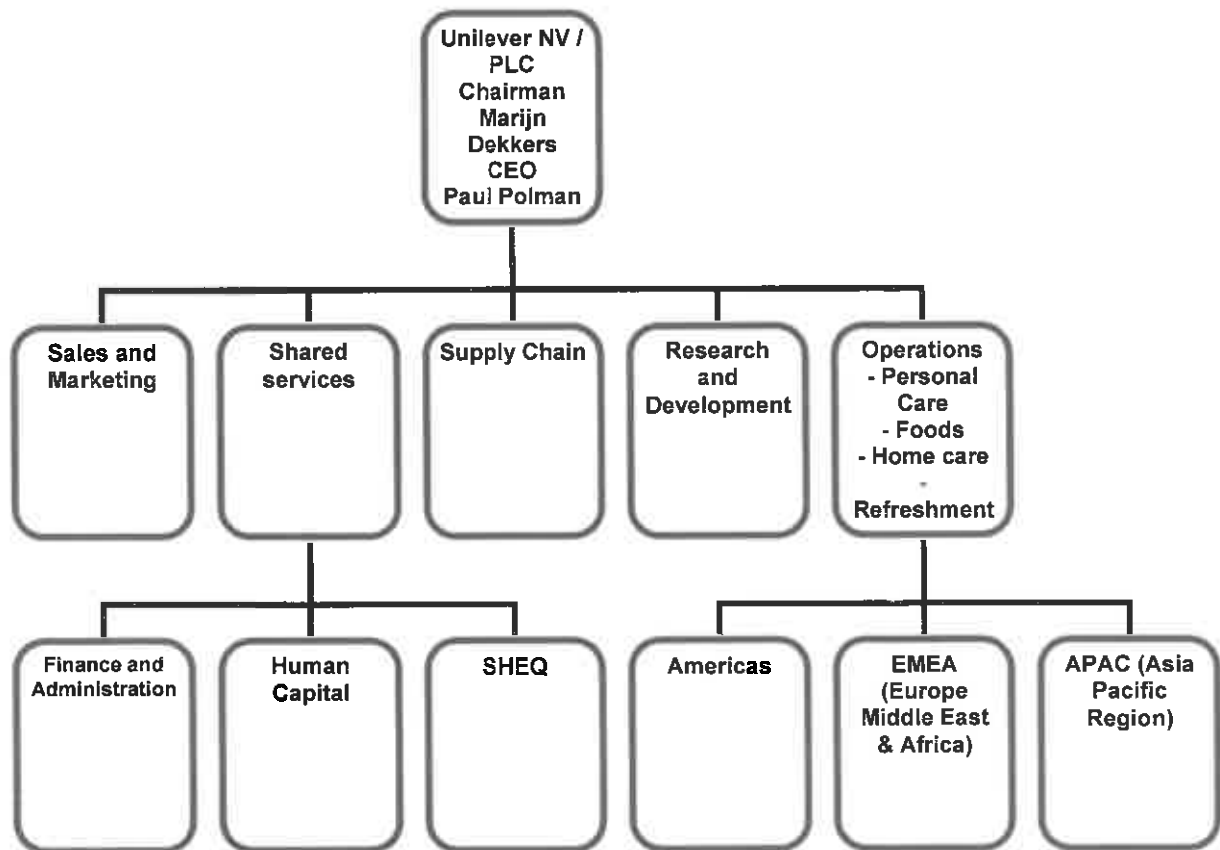 Unilever NV /
PLC
Chairman
Marijn
Dekkers
CEO
Paul Polman
Sales and
Marketing
Shared
services
Supply Chain
Research
and
Development
Operations
- Personal
Care
- Foods
- Home care
-
Refreshment
Finance and
Administration
Human
Capital
SHEQ
Americas
EMEA
(Europe
Middle East
& Africa)
APAC (Asia
Pacific
Region)